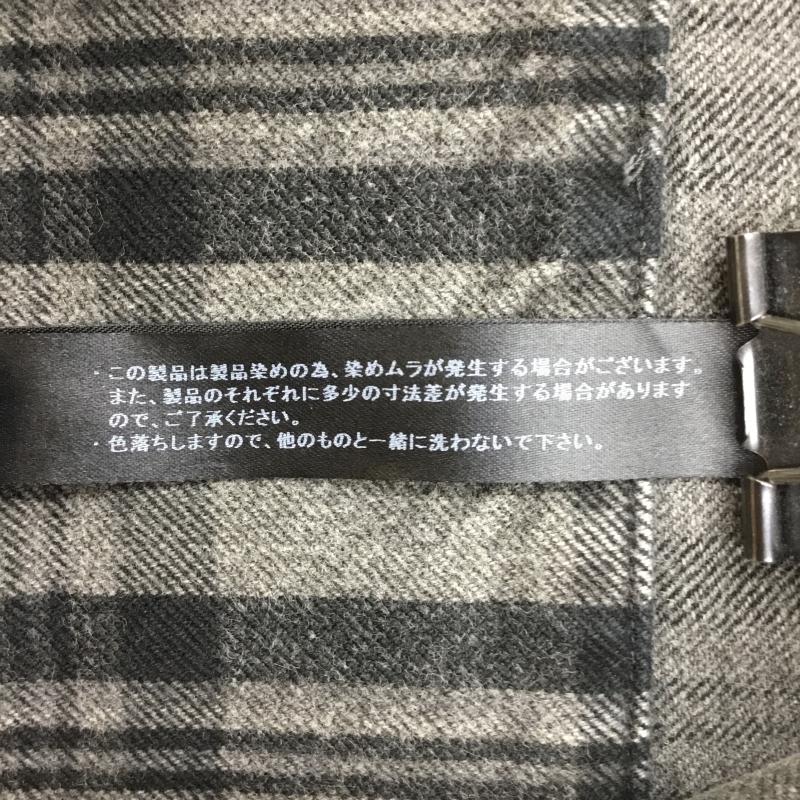 ・この製品は製品染めの為、染めムラが発生する場合がございます。
また、製品のそれぞれに多少の寸法差が発生する場合があります
ので、ご了承ください。
・色落ちしますので、他のものと一緒に洗わないで下さい。